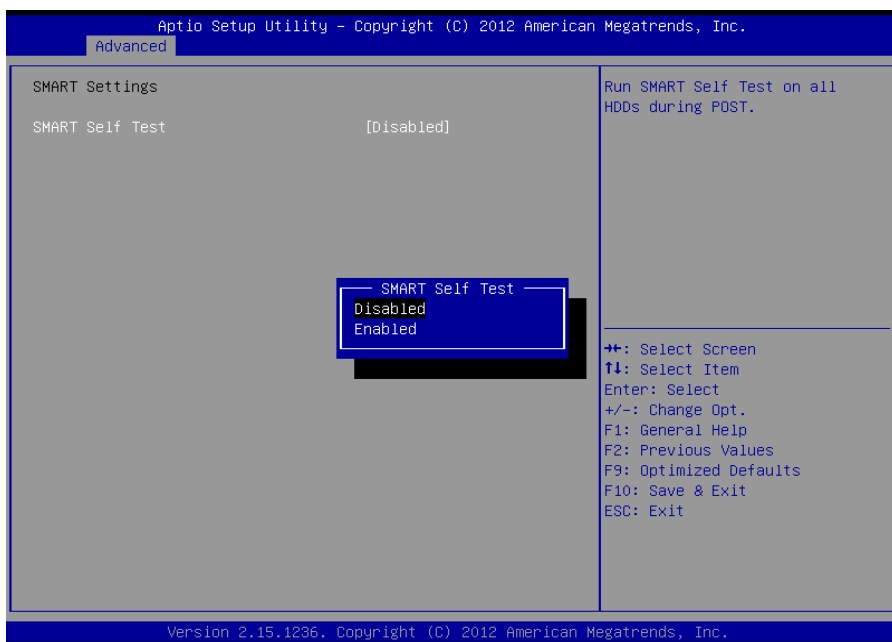 Aptio Setup Utility – Copyright (C) 2012 American Megatrends, Inc.
Advanced
SMART Settings
SMART Self Test [Disabled]
Run SMART Self Test on all
HDDs during POST.
SMART Self Test
Disabled
Enabled
→←: Select Screen
↑↓: Select Item
Enter: Select
+/-: Change Opt.
F1: General Help
F2: Previous Values
F9: Optimized Defaults
F10: Save & Exit
ESC: Exit
Version 2.15.1236. Copyright (C) 2012 American Megatrends, Inc.